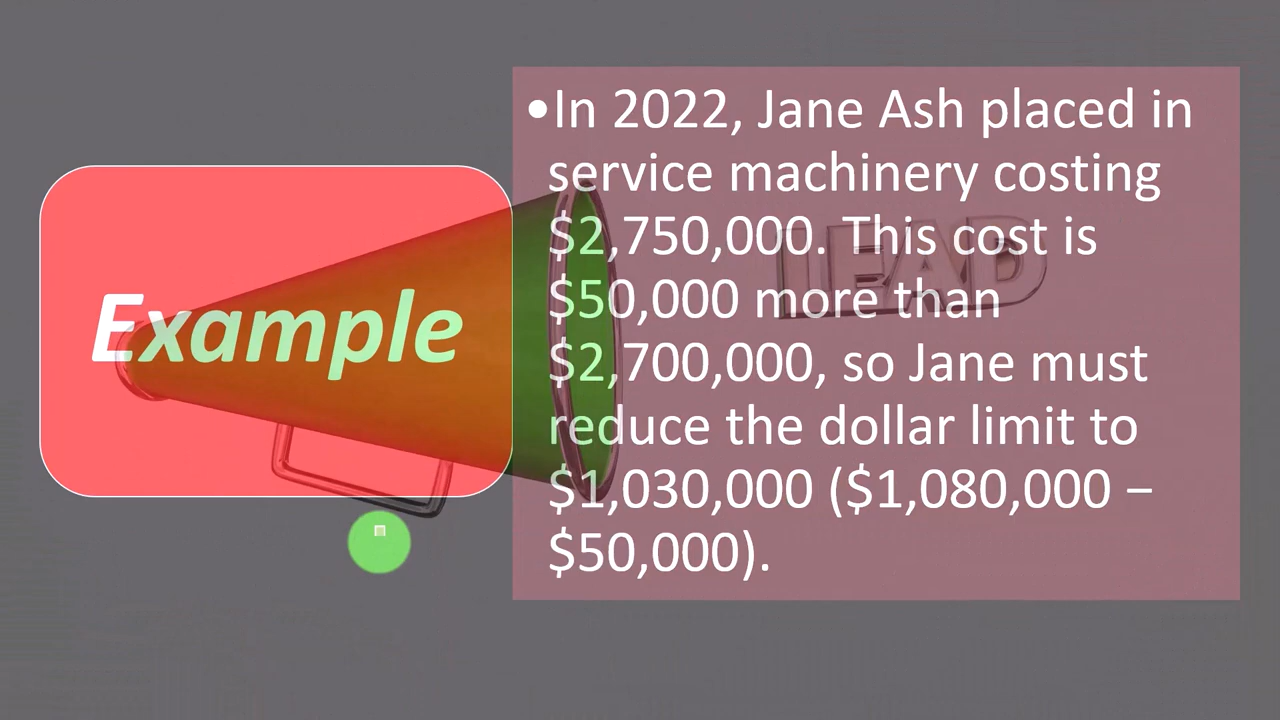 Example
•In 2022, Jane Ash placed in
service machinery costing
$2,750,000. This cost is
$50,000 more than
$2,700,000, so Jane must
reduce the dollar limit to
$1,030,000 ($1,080,000 −
$50,000).
LEAD